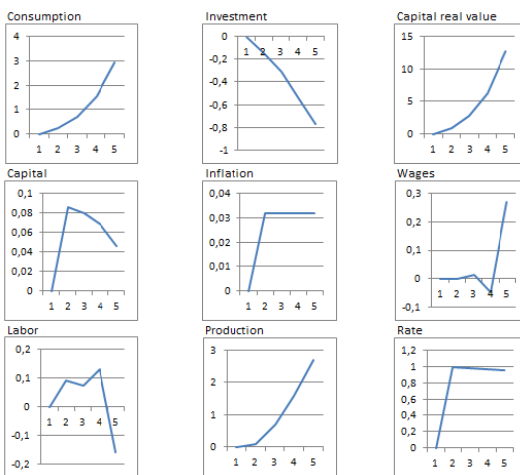 Consumption
4
3
2
1
0
1 2 3 4 5
Investment
0
-0,2
-0,4
-0,6
-0,8
-1
1 2 3 4 5
Capital real value
15
10
5
0
1 2 3 4 5
Capital
0,1
0,08
0,06
0,04
0,02
0
1 2 3 4 5
Inflation
0,04
0,03
0,02
0,01
0
1 2 3 4 5
Wages
0,3
0,2
0,1
0
-0,1
1 2 3 4 5
Labor
0,2
0,1
0
-0,1
-0,2
1 2 3 4 5
Production
3
2
1
0
1 2 3 4 5
Rate
1,2
1
0,8
0,6
0,4
0,2
0
1 2 3 4 5